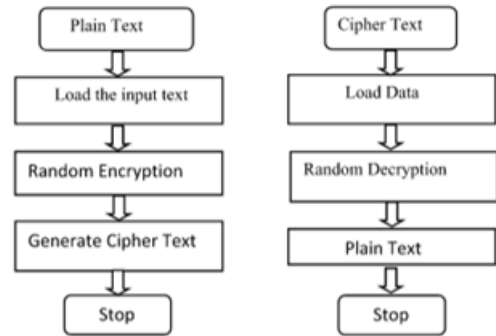 Plain Text
Load the input text
Random Encryption
Generate Cipher Text
Stop
Cipher Text
Load Data
Random Decryption
Plain Text
Stop